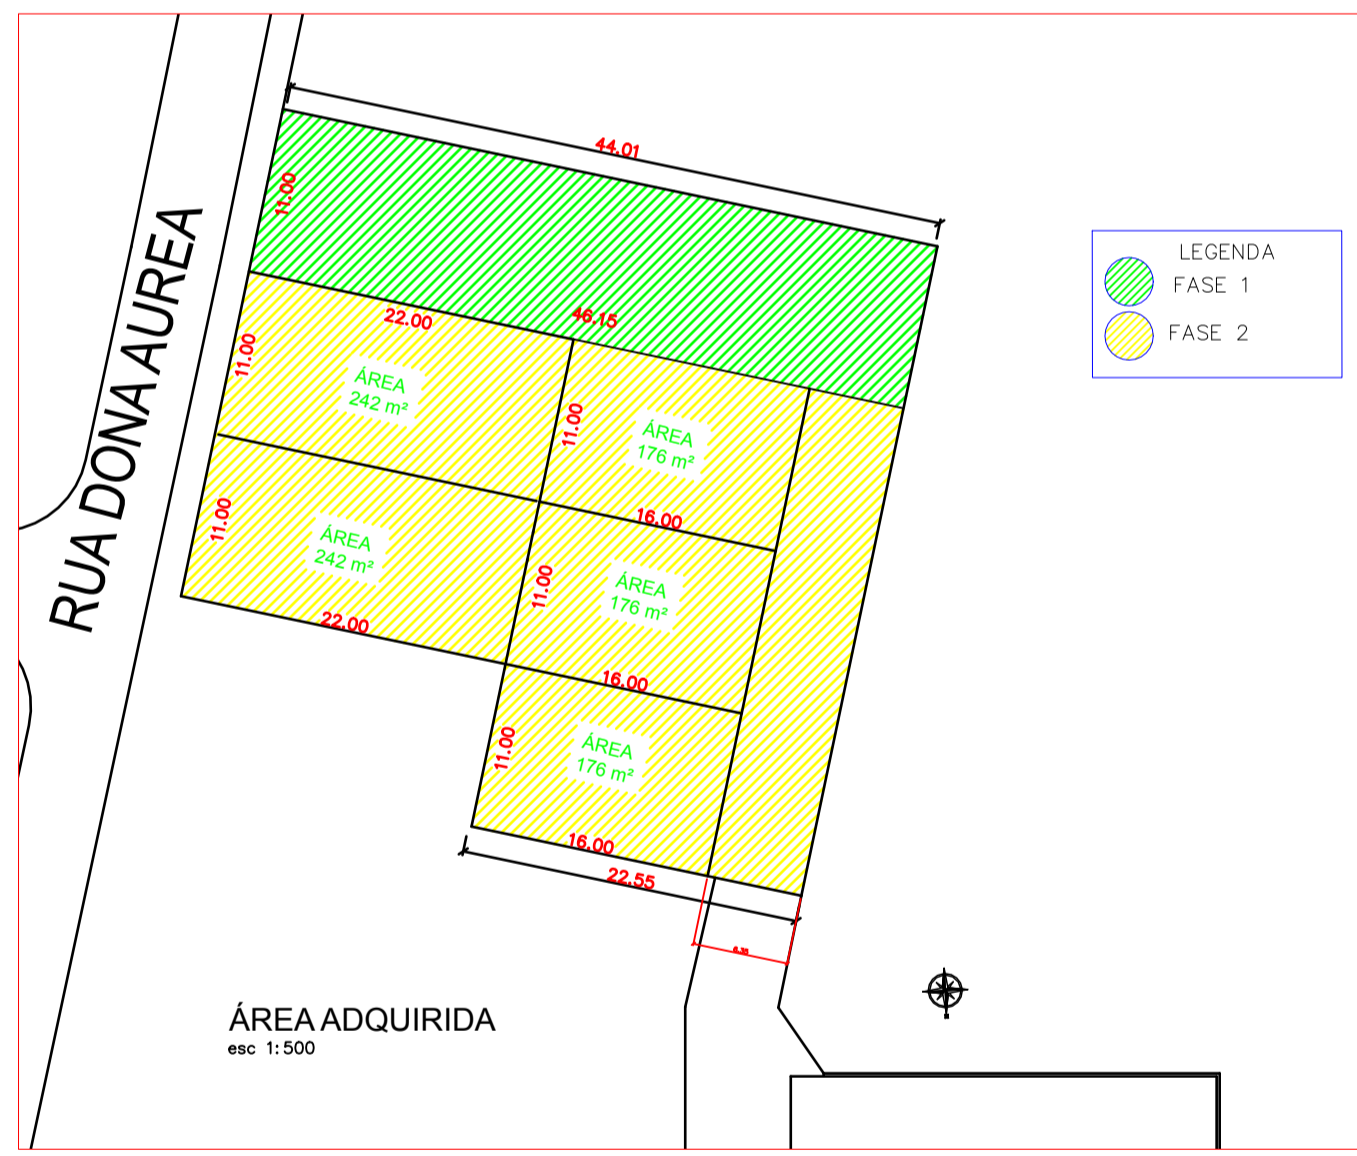 44.01
11.00
LEGENDA
FASE 1
FASE 2
RUA DONA AUREA
22.00
46.15
11.00
ÁREA
242 m²
11.00
ÁREA
176 m²
11.00
16.00
ÁREA
242 m²
11.00
ÁREA
176 m²
22.00
16.00
11.00
ÁREA
176 m²
16.00
22.55
ÁREA ADQUIRIDA
esc 1:500